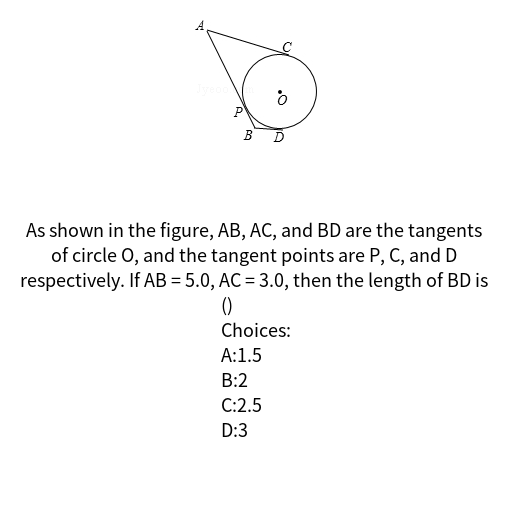 A
C
O
P
B
D
As shown in the figure, AB, AC, and BD are the tangents
of circle O, and the tangent points are P, C, and D
respectively. If AB = 5.0, AC = 3.0, then the length of BD is
()
Choices:
A:1.5
B:2
C:2.5
D:3